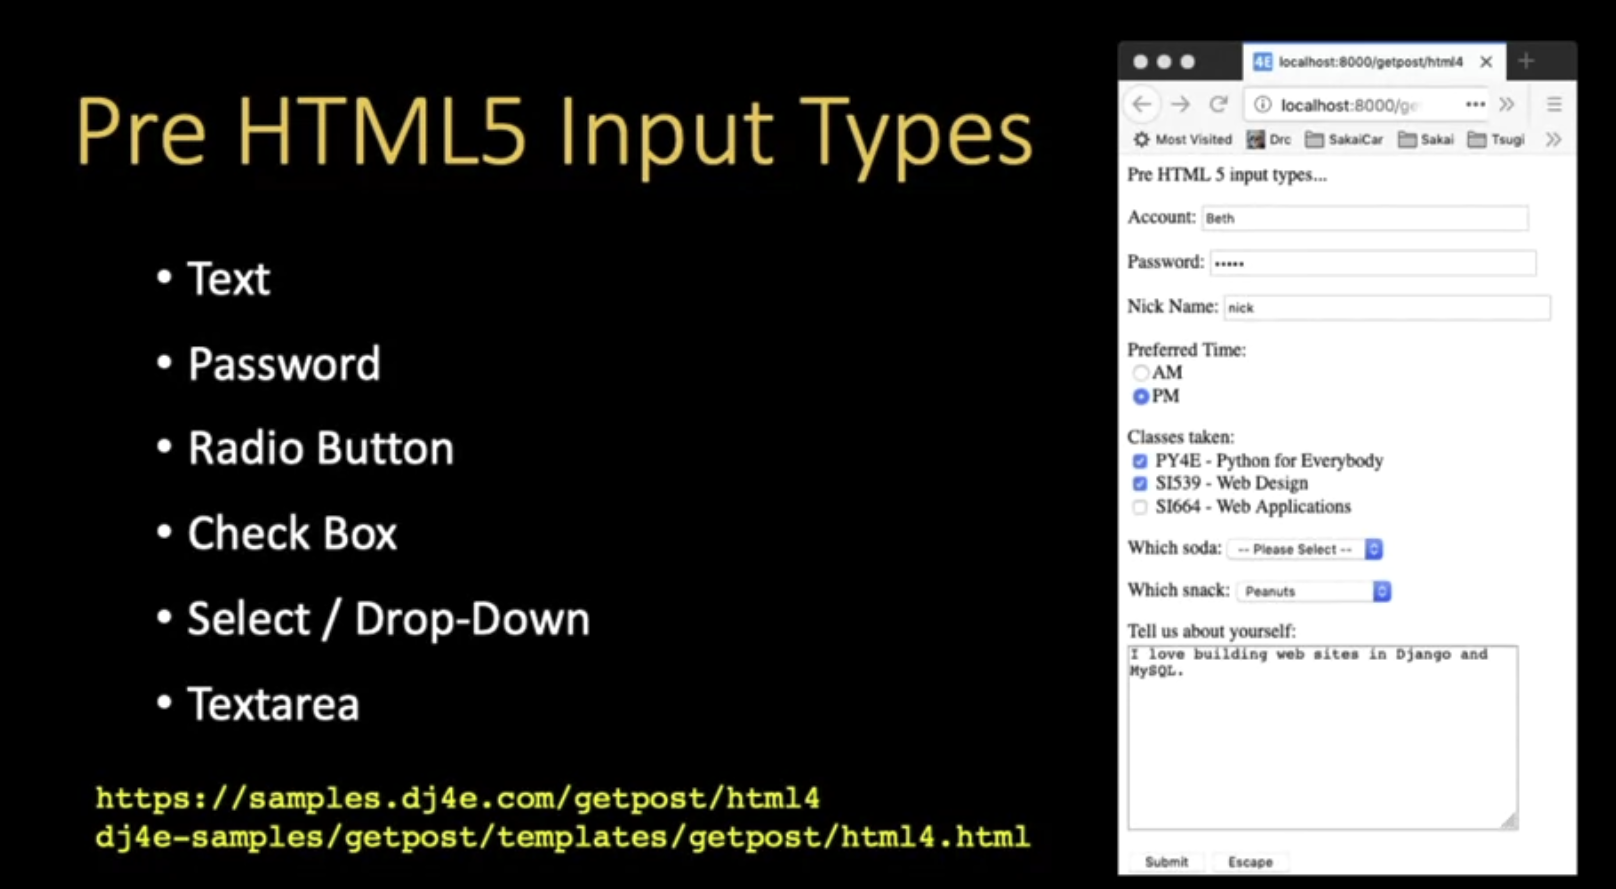 Pre HTML5 Input Types
• Text
• Password
• Radio Button
• Check Box
• Select / Drop-Down
• Textarea
https://samples.dj4e.com/getpost/html4
dj4e-samples/getpost/templates/getpost/html4.html
4E localhost:8000/getpost/html4
localhost:8000/ge
Most Visited Drc SakaiCar Sakai Tsugi
Pre HTML 5 input types...
Account: Beth
Password: •••••
Nick Name: nick
Preferred Time:
AM
PM
Classes taken:
PY4E - Python for Everybody
SI539 - Web Design
SI664 - Web Applications
Which soda: -- Please Select --
Which snack: Peanuts
Tell us about yourself:
I love building web sites in Django and
MySQL.
Submit Escape